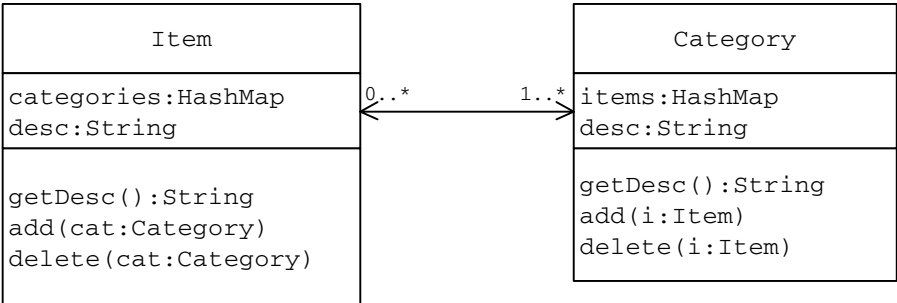 Item
categories:HashMap
desc:String
getDesc():String
add(cat:Category)
delete(cat:Category)
0..*
1..*
Category
items:HashMap
desc:String
getDesc():String
add(i:Item)
delete(i:Item)